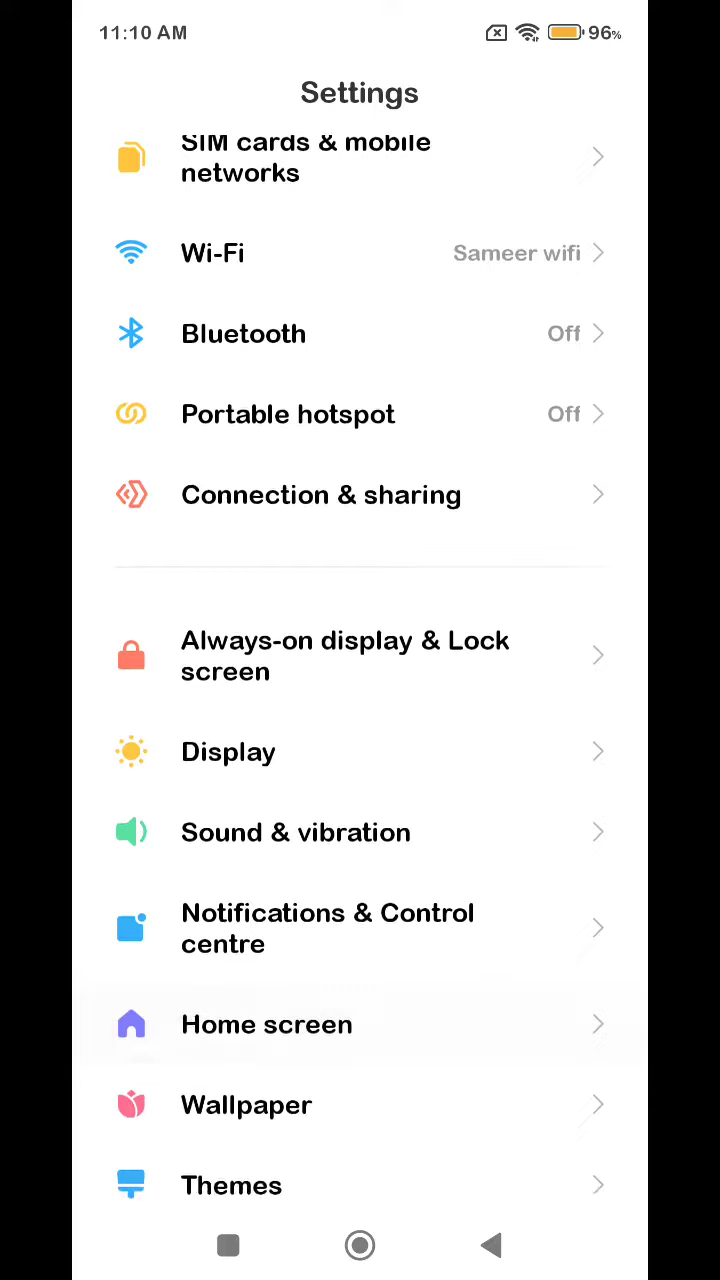 11:10 AM
96%
Settings
SIM cards & mobile
networks
Wi-Fi
Sameer wifi
Bluetooth
Off
Portable hotspot
Off
Connection & sharing
Always-on display & Lock
screen
Display
Sound & vibration
Notifications & Control
centre
Home screen
Wallpaper
Themes